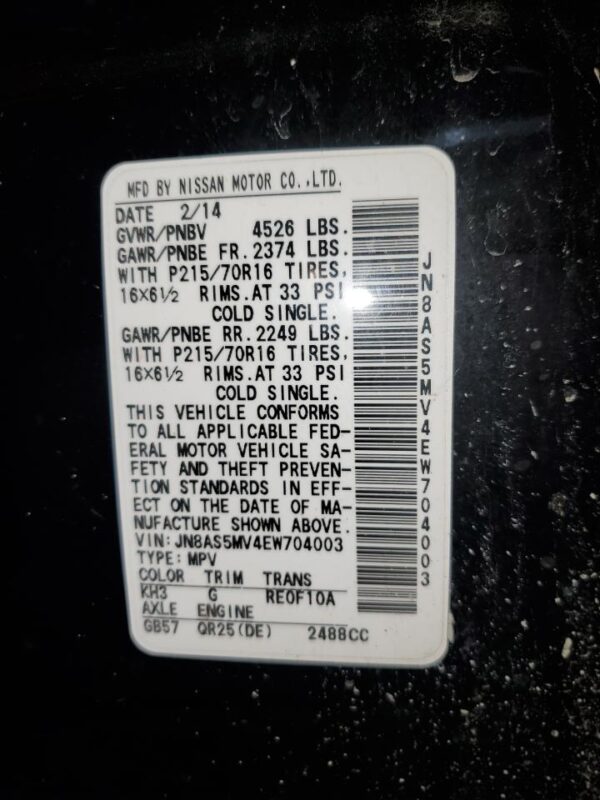 MFD BY NISSAN MOTOR CO.,LTD.
DATE 2/14
GVWR/PNBV 4526 LBS.
GAWR/PNBE FR. 2374 LBS.
WITH P215/70R16 TIRES,
16×6½ RIMS. AT 33 PSI
COLD SINGLE.
GAWR/PNBE RR. 2249 LBS.
WITH P215/70R16 TIRES,
16×6½ RIMS. AT 33 PSI
COLD SINGLE.
THIS VEHICLE CONFORMS
TO ALL APPLICABLE FED-
ERAL MOTOR VEHICLE SA-
FETY AND THEFT PREVEN-
TION STANDARDS IN EFF-
ECT ON THE DATE OF MA-
NUFACTURE SHOWN ABOVE.
VIN: JN8AS5MV4EW704003
TYPE: MPV
COLOR TRIM TRANS
KH3 G RE0F10A
AXLE ENGINE
GB57 QR25(DE) 2488CC
JN8AS5MV4EW704003